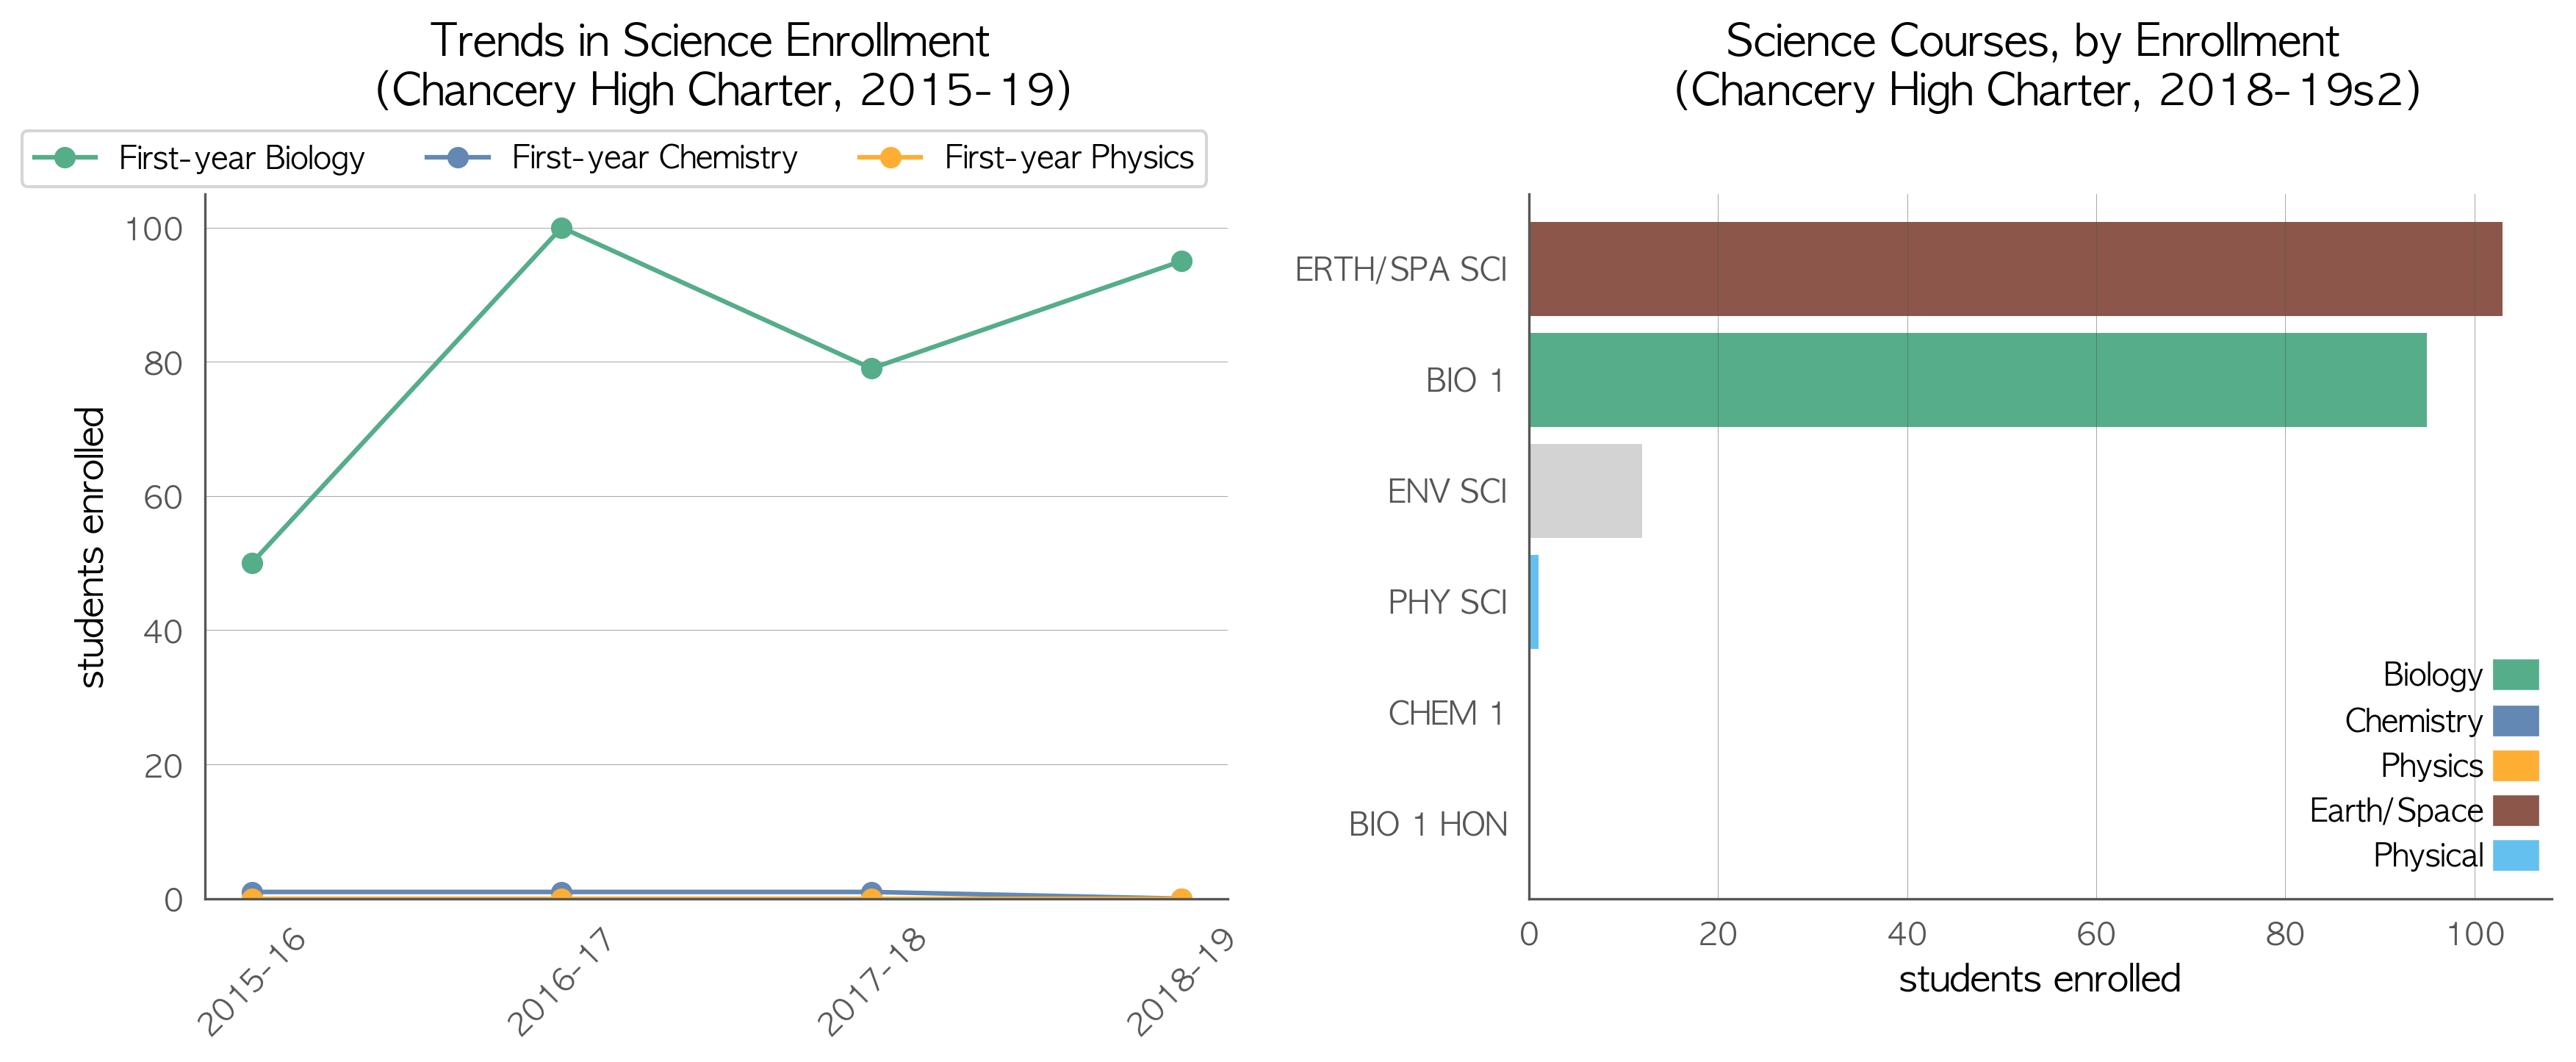 Trends in Science Enrollment
(Chancery High Charter, 2015-19)
First-year Biology
First-year Chemistry
First-year Physics
100
80
60
40
20
0
students enrolled
2015-16
2016-17
2017-18
2018-19
Science Courses, by Enrollment
(Chancery High Charter, 2018-19s2)
ERTH/SPA SCI
BIO 1
ENV SCI
PHY SCI
CHEM 1
BIO 1 HON
Biology
Chemistry
Physics
Earth/Space
Physical
0
20
40
60
80
100
students enrolled